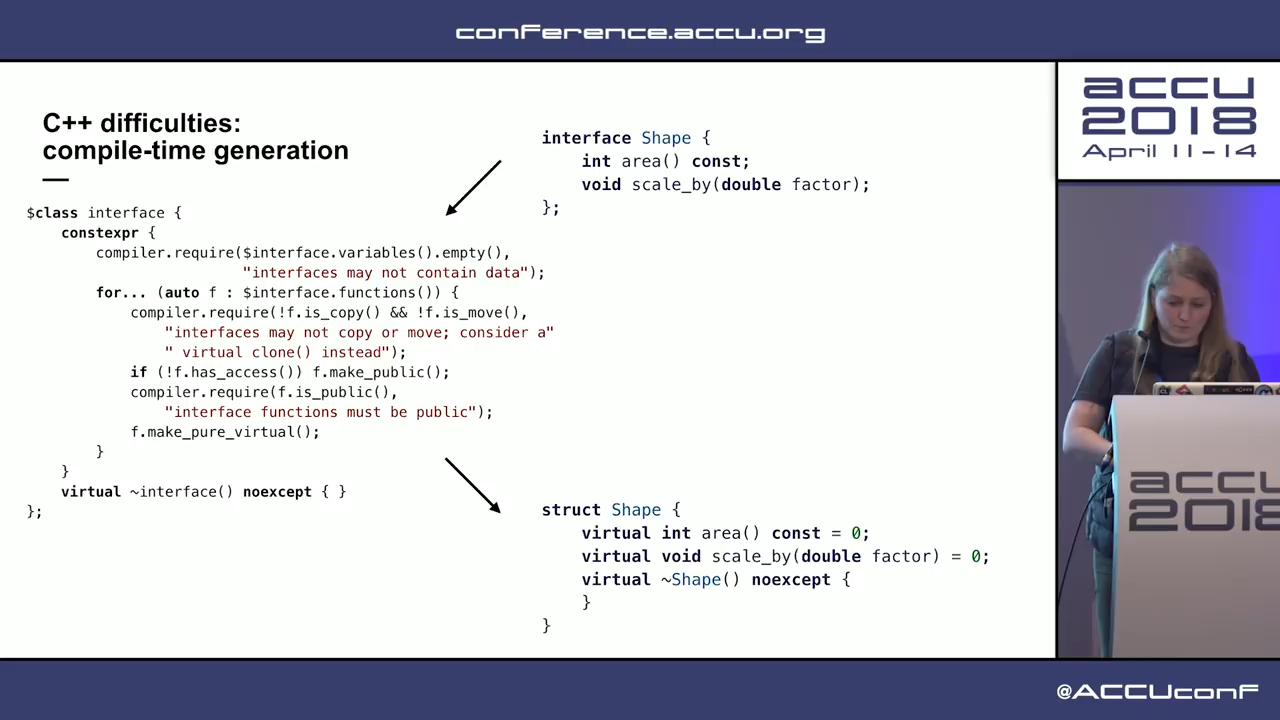 conference.accu.org
C++ difficulties:
compile-time generation
$class interface {
constexpr {
compiler.require($interface.variables().empty(),
"interfaces may not contain data");
for... (auto f : $interface.functions()) {
compiler.require(!f.is_copy() && !f.is_move(),
"interfaces may not copy or move; consider a"
" virtual clone() instead");
if (!f.has_access()) f.make_public();
compiler.require(f.is_public(),
"interface functions must be public");
f.make_pure_virtual();
}
}
virtual ~interface() noexcept { }
};
interface Shape {
int area() const;
void scale_by(double factor);
};
struct Shape {
virtual int area() const = 0;
virtual void scale_by(double factor) = 0;
virtual ~Shape() noexcept {
}
}
accu
2018
April 11-14
accu
2018
@ACCUconf